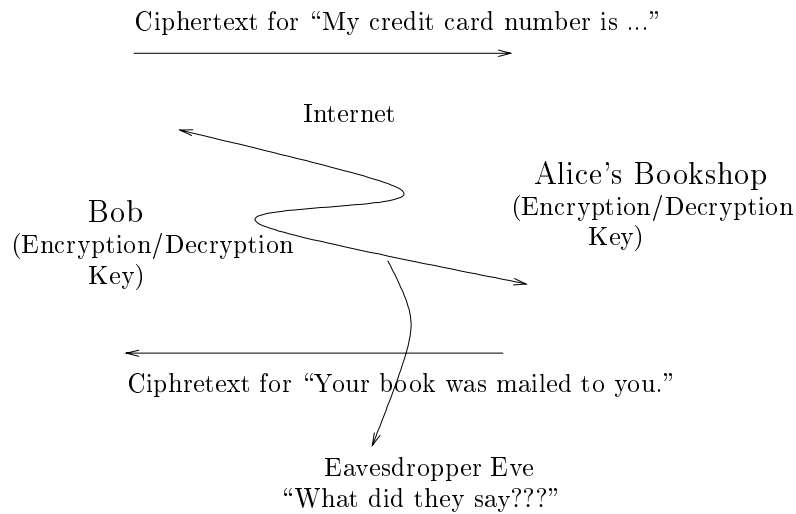 Ciphertext for “My credit card number is ...”
Internet
Alice's Bookshop
(Encryption/Decryption
Key)
Bob
(Encryption/Decryption
Key)
Ciphretext for “Your book was mailed to you.”
Eavesdropper Eve
“What did they say???”